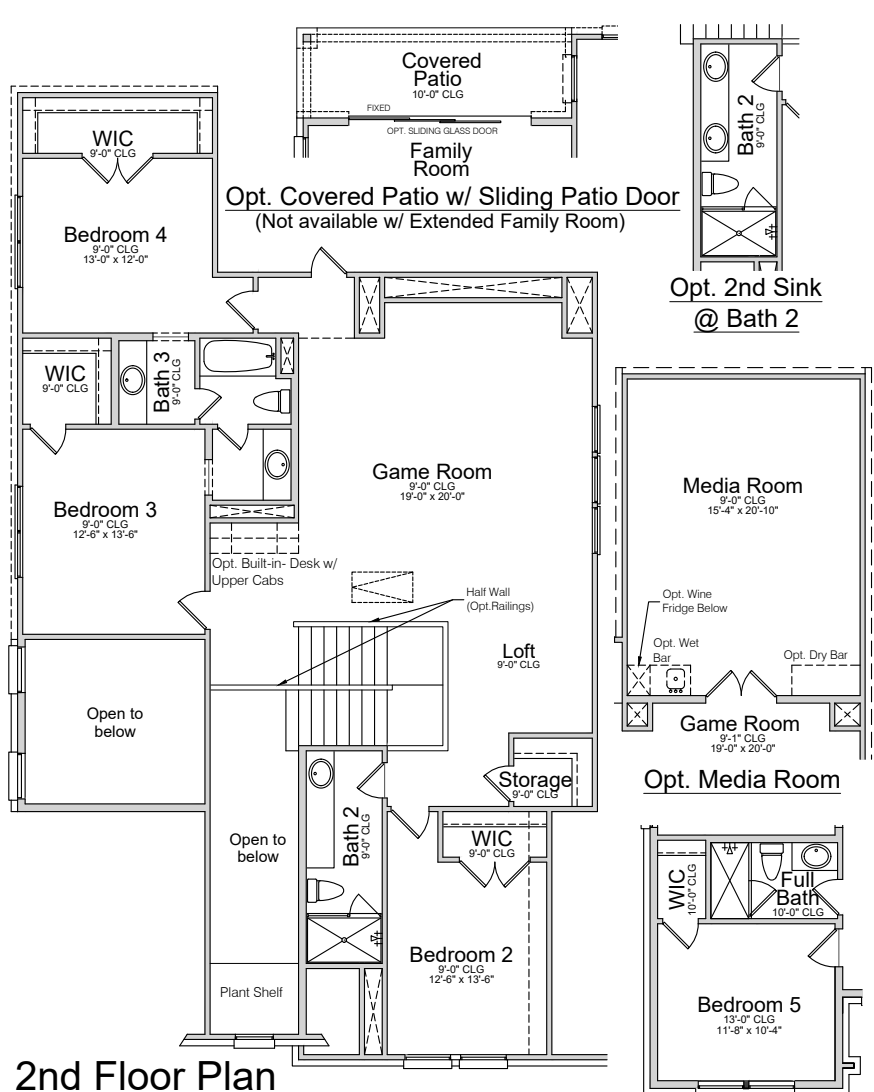 Covered
Patio
10'-0" CLG
FIXED
OPT. SLIDING GLASS DOOR
Family
Room
Opt. Covered Patio w/ Sliding Patio Door
(Not available w/ Extended Family Room)
Bath 2
9'-0" CLG
Opt. 2nd Sink
@ Bath 2
WIC
9'-0" CLG
Bedroom 4
9'-0" CLG
13'-0" x 12'-0"
WIC
9'-0" CLG
Bath 3
9'-0" CLG
Bedroom 3
9'-0" CLG
12'-6" x 13'-6"
Game Room
9'-0" CLG
19'-0" x 20'-0"
Opt. Built-in- Desk w/
Upper Cabs
Half Wall
(Opt.Railings)
Loft
9'-0" CLG
Open to
below
Storage
9'-0" CLG
Open to
below
Bath 2
9'-0" CLG
WIC
9'-0" CLG
Bedroom 2
9'-0" CLG
12'-6" x 13'-6"
Plant Shelf
2nd Floor Plan
Media Room
9'-0" CLG
15'-4" x 20'-10"
Opt. Wine
Fridge Below
Opt. Wet
Bar
Opt. Dry Bar
Game Room
9'-1" CLG
19'-0" x 20'-0"
Opt. Media Room
WIC
10'-0" CLG
Full
Bath
10'-0" CLG
Bedroom 5
13'-0" CLG
11'-8" x 10'-4"